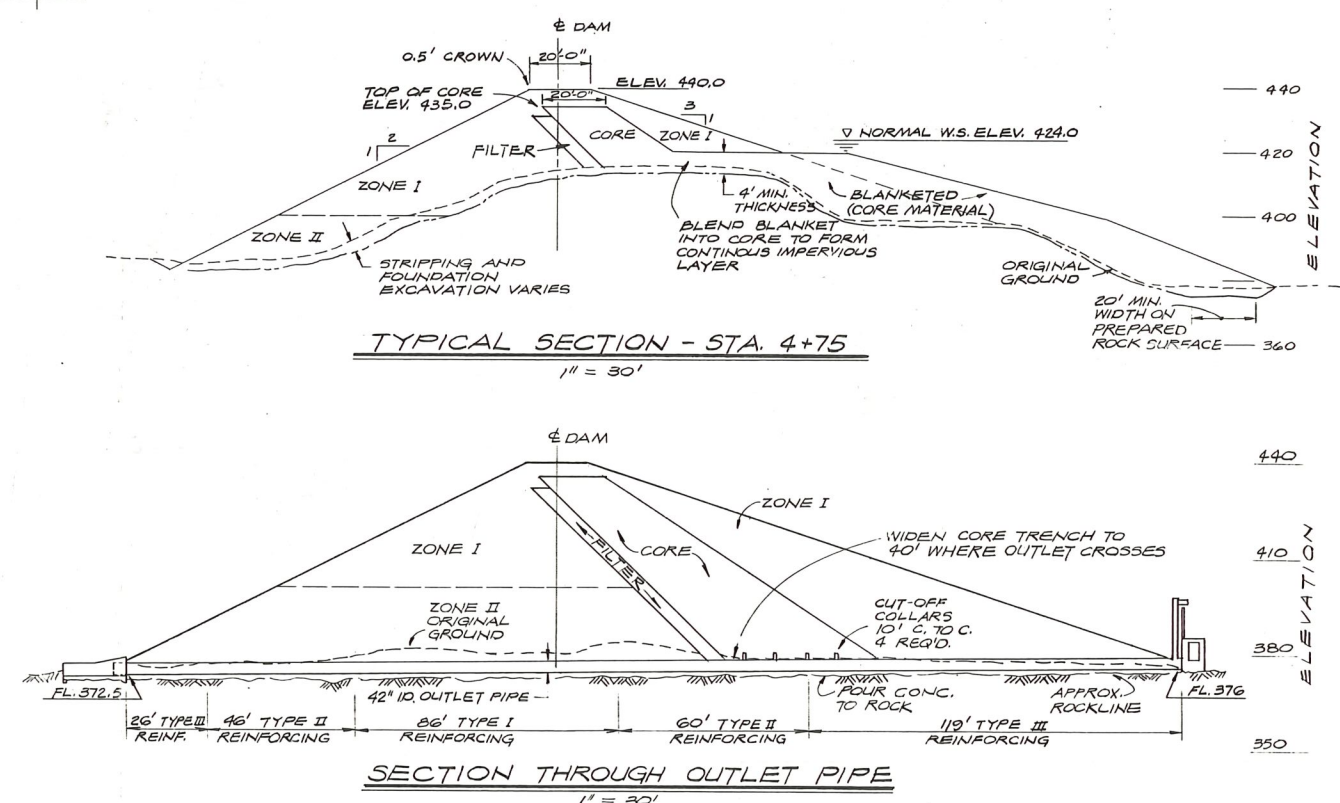 ℄ DAM
0.5' CROWN
20'-0"
ELEV. 440.0
440
TOP OF CORE
ELEV. 435.0
20'-0"
3
1
2
1
CORE
ZONE I
▽ NORMAL W.S. ELEV. 424.0
FILTER
420
ZONE I
4' MIN.
THICKNESS
BLANKETED
(CORE MATERIAL)
400
ELEVATION
ZONE II
BLEND BLANKET
INTO CORE TO FORM
CONTINOUS IMPERVIOUS
LAYER
STRIPPING AND
FOUNDATION
EXCAVATION VARIES
ORIGINAL
GROUND
20' MIN.
WIDTH ON
PREPARED
ROCK SURFACE
360
TYPICAL SECTION - STA. 4+75
1" = 30'
℄ DAM
440
ZONE I
ZONE I
WIDEN CORE TRENCH TO
40' WHERE OUTLET CROSSES
410
FILTER
CORE
ELEVATION
ZONE II
ORIGINAL
GROUND
CUT-OFF
COLLARS
10' C. TO C.
4 REQ'D.
380
FL. 372.5
42" I.D. OUTLET PIPE
POUR CONC.
TO ROCK
APPROX.
ROCKLINE
FL. 376
26' TYPE III
REINF.
46' TYPE II
REINFORCING
86' TYPE I
REINFORCING
60' TYPE II
REINFORCING
119' TYPE III
REINFORCING
350
SECTION THROUGH OUTLET PIPE
1" = 30'